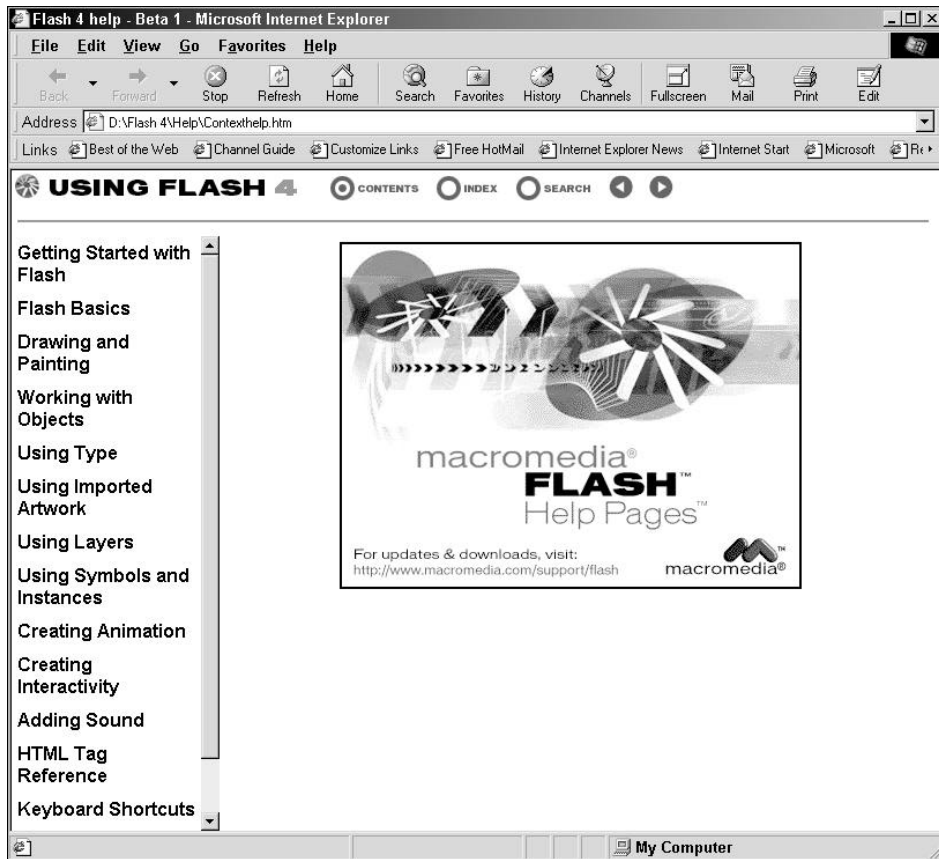 Flash 4 help - Beta 1 - Microsoft Internet Explorer
File Edit View Go Favorites Help
Back Forward Stop Refresh Home Search Favorites History Channels Fullscreen Mail Print Edit
Address D:\Flash 4\Help\Contexthelp.htm
Links Best of the Web Channel Guide Customize Links Free HotMail Internet Explorer News Internet Start Microsoft
USING FLASH 4 CONTENTS INDEX SEARCH
Getting Started with
Flash
Flash Basics
Drawing and
Painting
Working with
Objects
Using Type
Using Imported
Artwork
Using Layers
Using Symbols and
Instances
Creating Animation
Creating
Interactivity
Adding Sound
HTML Tag
Reference
Keyboard Shortcuts
macromedia®
FLASH™
Help Pages™
For updates & downloads, visit:
http://www.macromedia.com/support/flash
macromedia®
™
My Computer